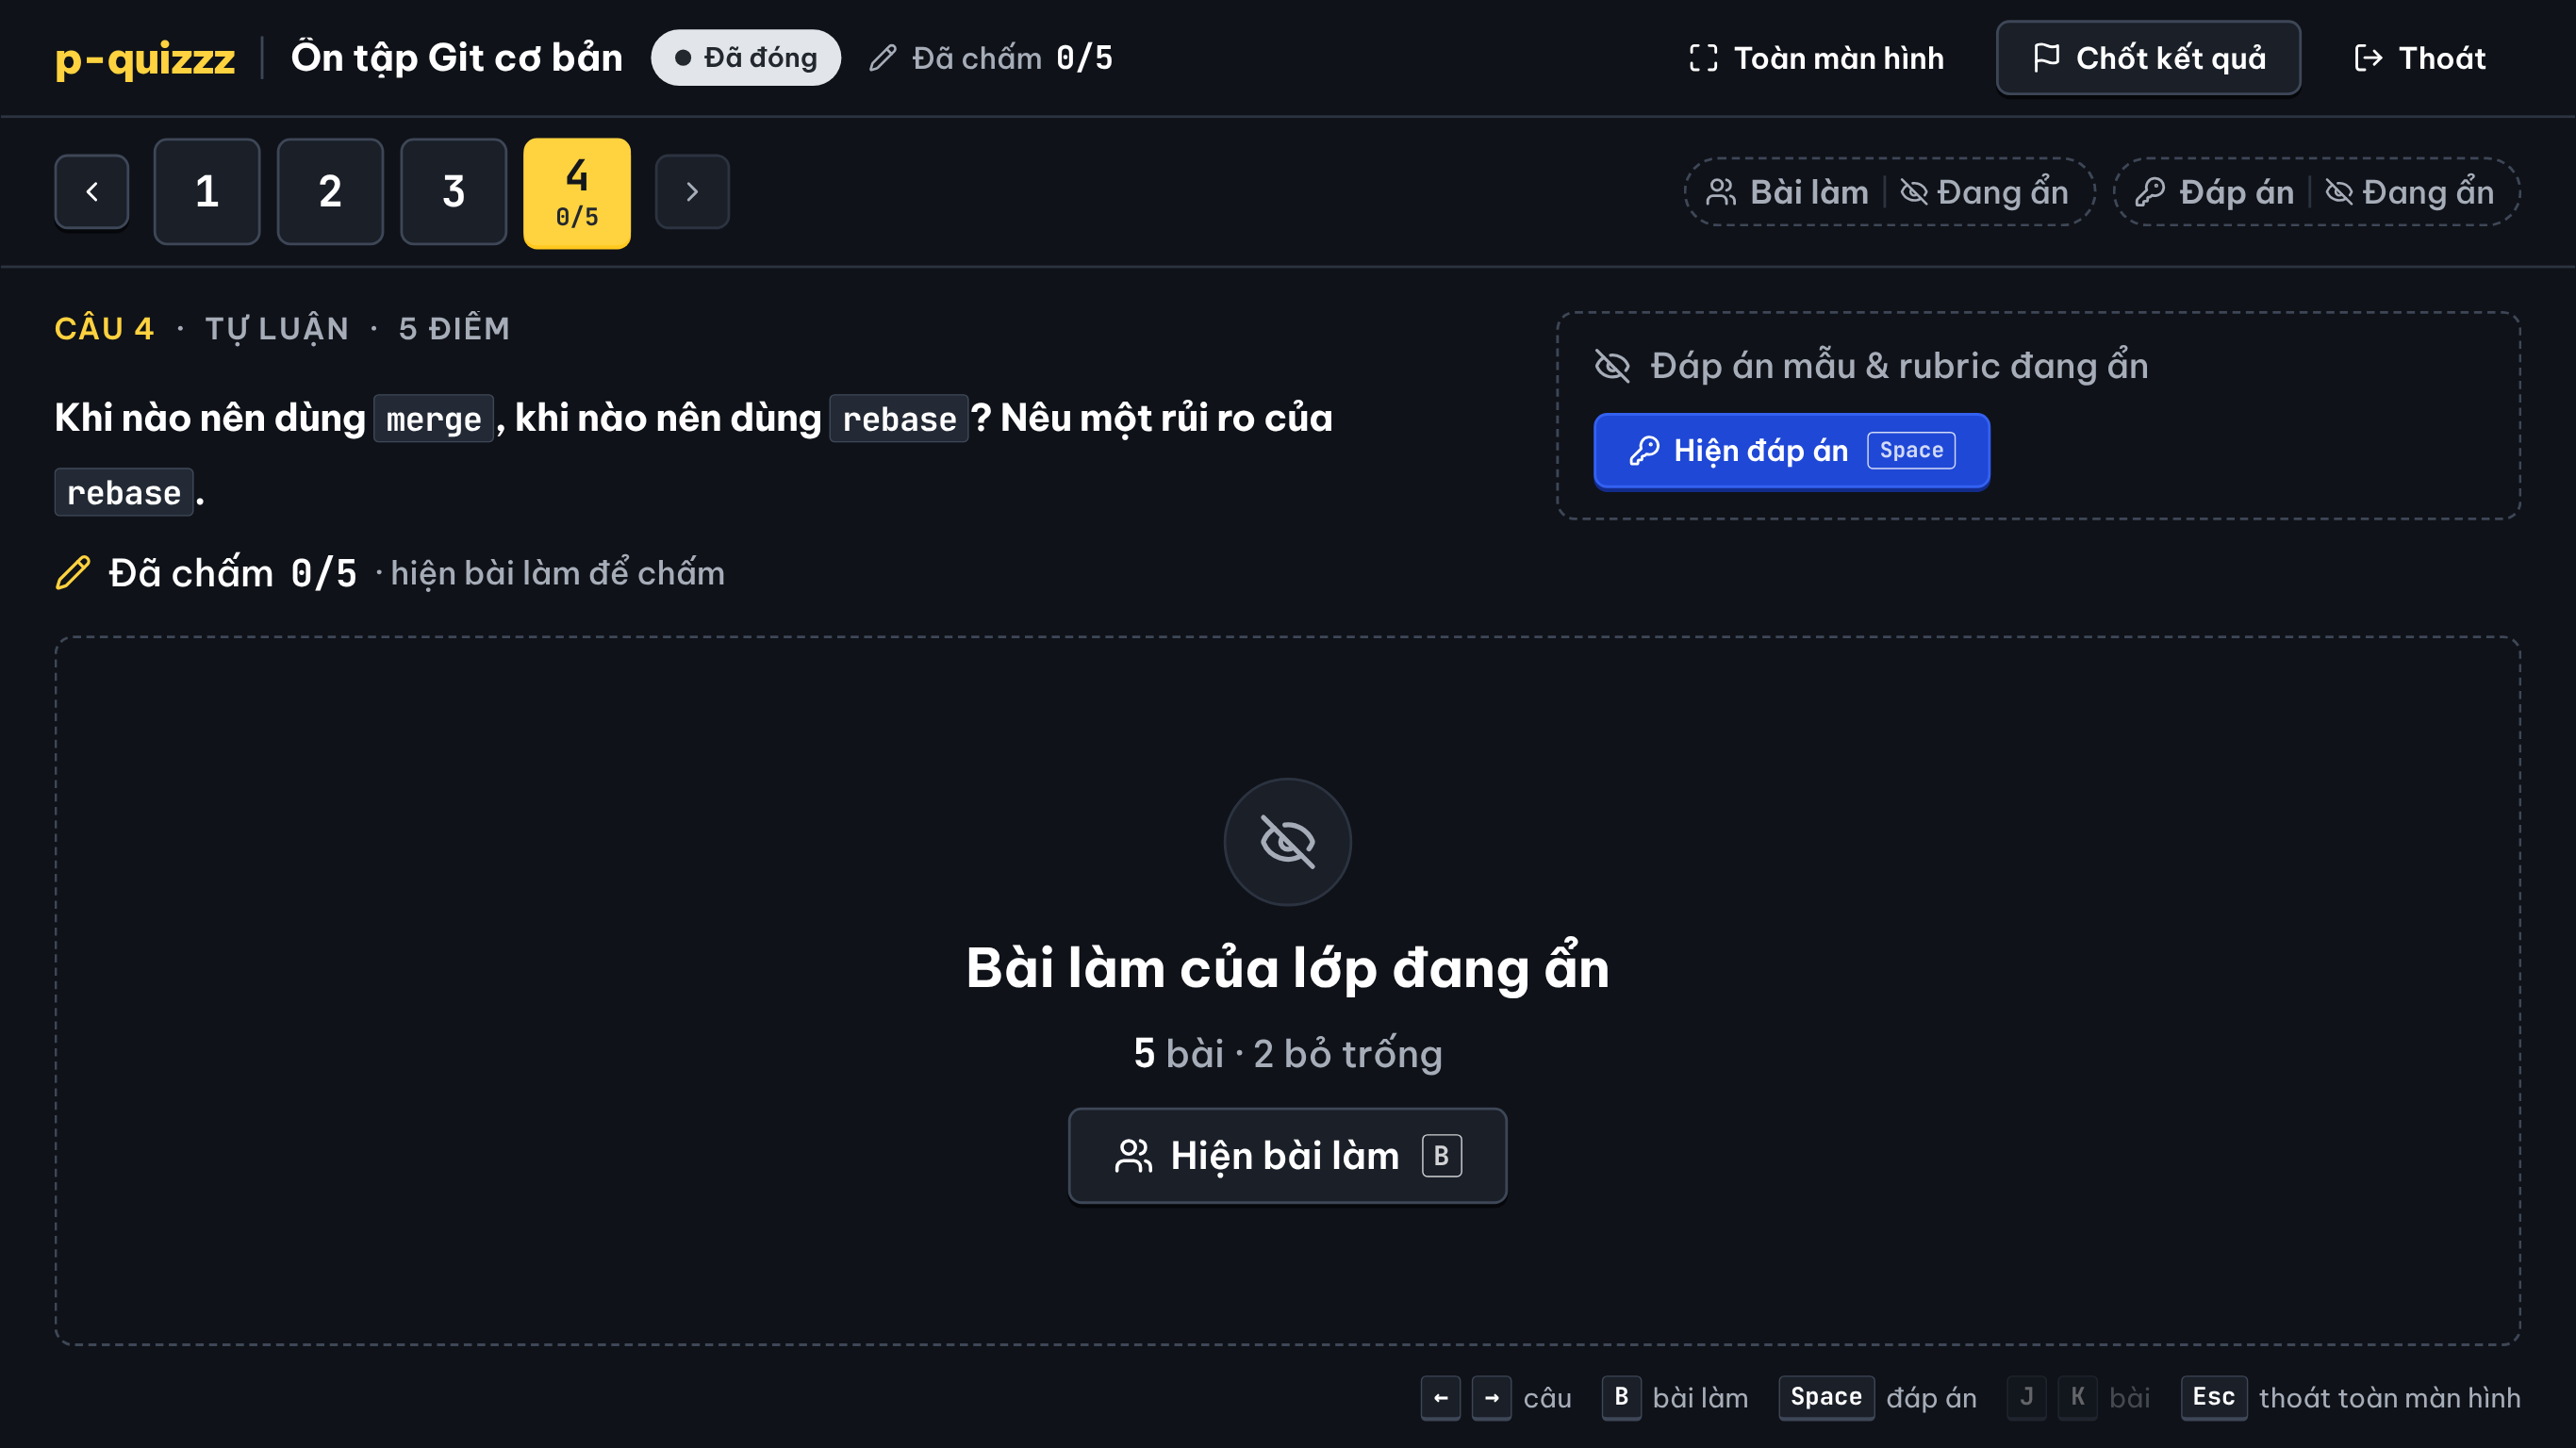 p-quizzz Ôn tập Git cơ bản Đã đóng Đã chấm 0/5 Toàn màn hình Chốt kết quả Thoát
1 2 3 4 0/5 Bài làm Đang ẩn Đáp án Đang ẩn
CÂU 4 · TỰ LUẬN · 5 ĐIỂM
Khi nào nên dùng merge, khi nào nên dùng rebase? Nêu một rủi ro của
rebase.
Đã chấm 0/5 · hiện bài làm để chấm
Đáp án mẫu & rubric đang ẩn
Hiện đáp án Space
Bài làm của lớp đang ẩn
5 bài · 2 bỏ trống
Hiện bài làm B
← → câu B bài làm Space đáp án J K bài Esc thoát toàn màn hình